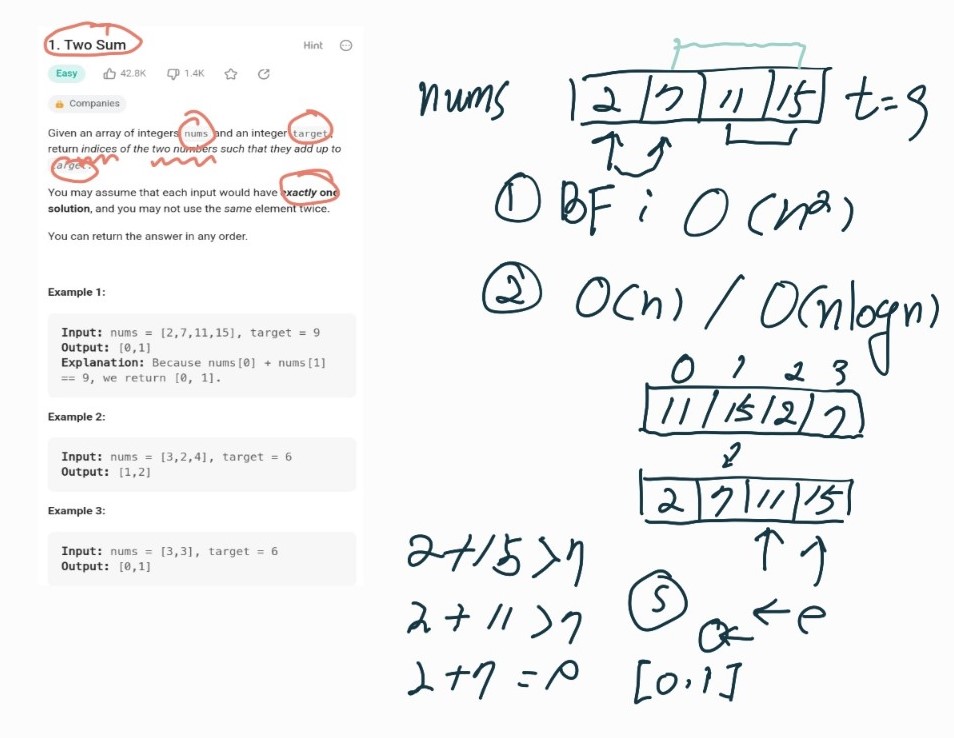 1. Two Sum
Hint
Easy 42.8K 1.4K
Companies
Given an array of integers nums and an integer target,
return indices of the two numbers such that they add up to
target.
You may assume that each input would have exactly one
solution, and you may not use the same element twice.
You can return the answer in any order.
Example 1:
Input: nums = [2,7,11,15], target = 9
Output: [0,1]
Explanation: Because nums[0] + nums[1]
== 9, we return [0, 1].
Example 2:
Input: nums = [3,2,4], target = 6
Output: [1,2]
Example 3:
Input: nums = [3,3], target = 6
Output: [0,1]
nums 2 7 11 15 t=9
① BF : O(n²)
② O(n) / O(nlogn)
0 1 2 3
11 15 2 7
2 7 11 15
2+15>9
2+11>9
2+7=9
S
e
[0,1]